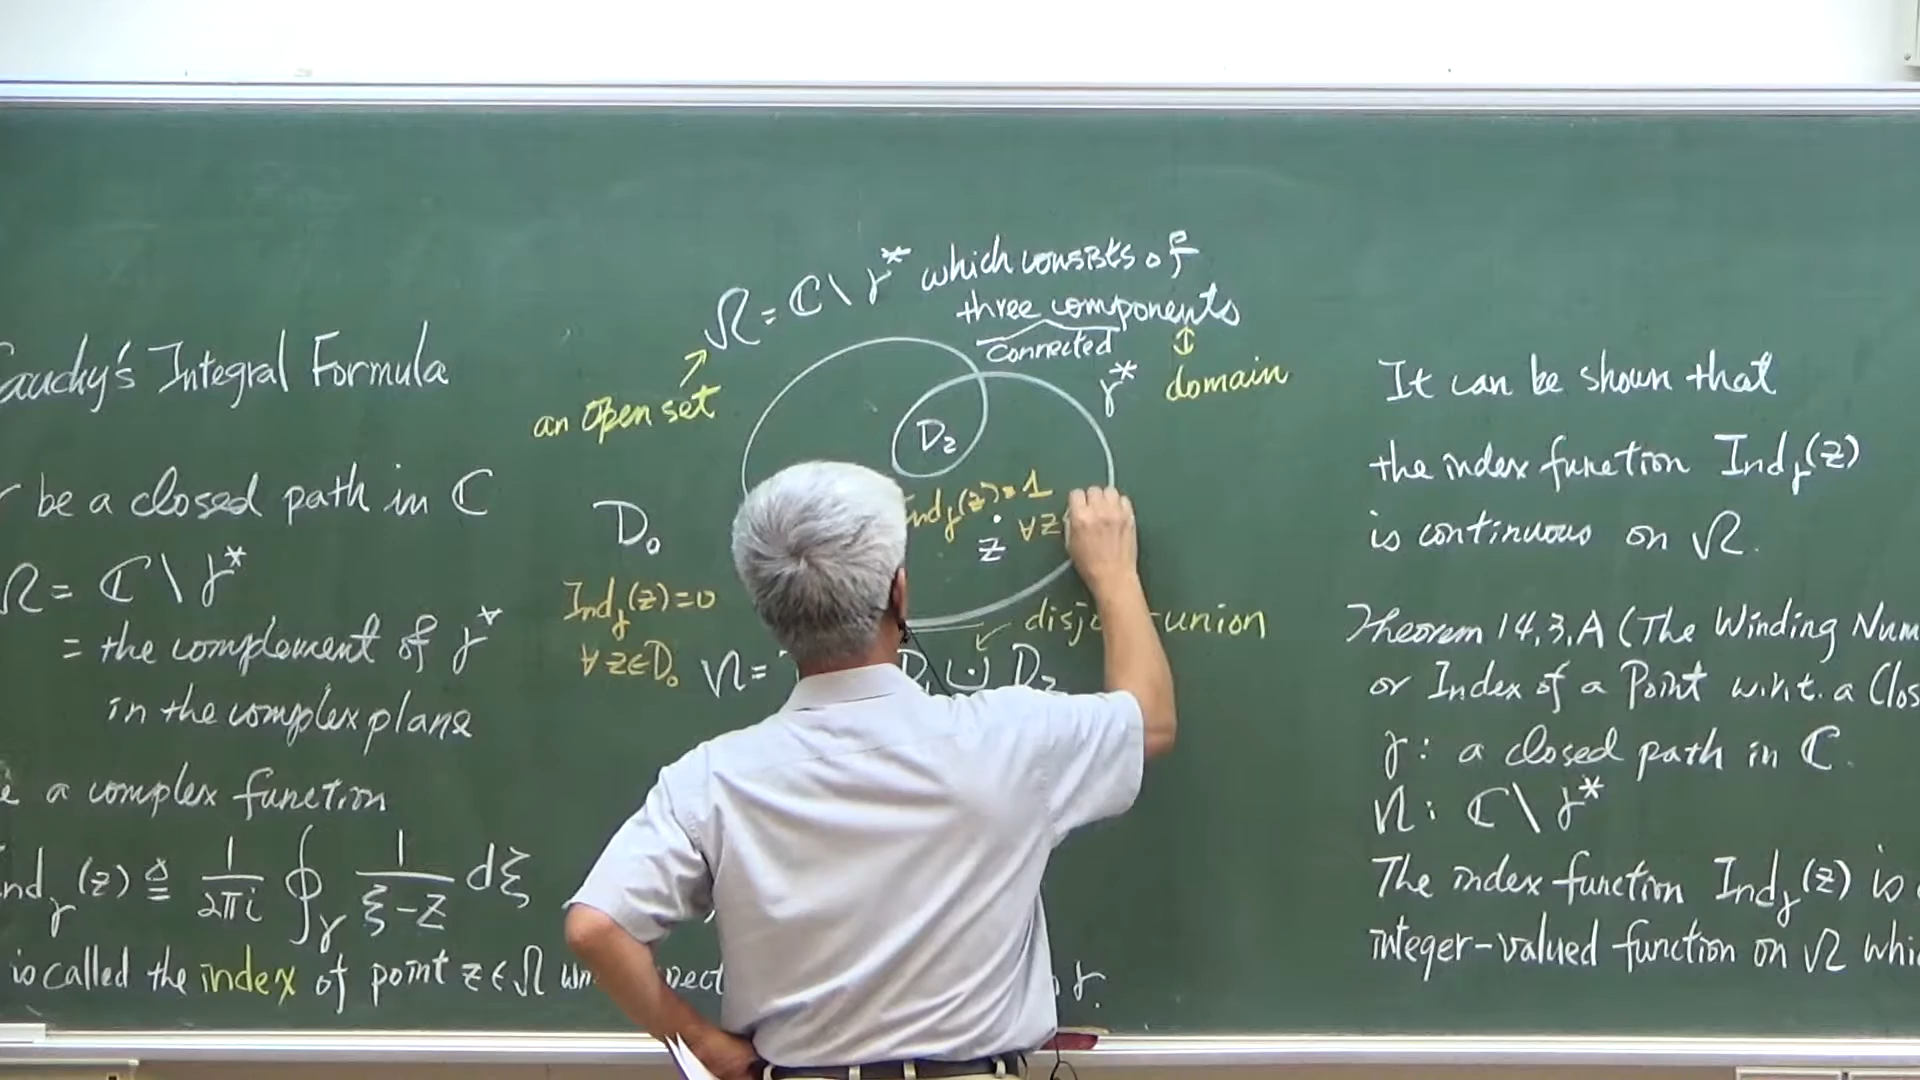 Cauchy's Integral Formula
be a closed path in ℂ
Ω = ℂ \ γ*
= the complement of γ*
in the complex plane
a complex function
Ind_γ(z) ≜ 1/2πi ∮_γ 1/(ξ-z) dξ
is called the index of point z ∈ Ω
γ.
Ω = ℂ \ γ* which consists of
three components
connected
↕
domain
an open set
γ*
D₂
D₀
Ind_γ(z) = 1
∀z
z
Ind_γ(z) = 0
∀ z ∈ D₀
union
Ω = D₁ ⊍ D₂
It can be shown that
the index function Ind_γ(z)
is continuous on Ω.
Theorem 14.3.A (The Winding Num
or Index of a Point w.r.t. a Clos
γ: a closed path in ℂ.
Ω: ℂ \ γ*
The index function Ind_γ(z) is
integer-valued function on Ω whi